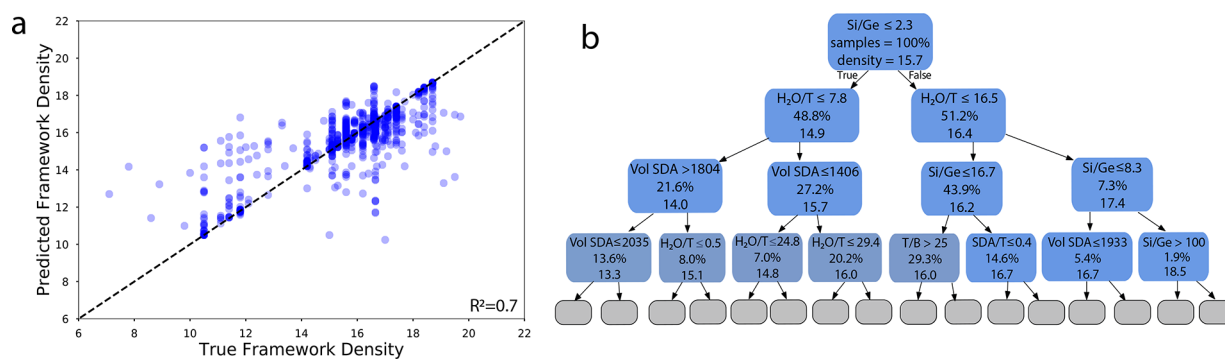 a
Predicted Framework Density
22
20
18
16
14
12
10
8
6
6 8 10 12 14 16 18 20 22
True Framework Density
R²=0.7
b
Si/Ge ≤ 2.3
samples = 100%
density = 15.7
True False
H₂O/T ≤ 7.8
48.8%
14.9
H₂O/T ≤ 16.5
51.2%
16.4
Vol SDA >1804
21.6%
14.0
Vol SDA ≤1406
27.2%
15.7
Si/Ge≤16.7
43.9%
16.2
Si/Ge≤8.3
7.3%
17.4
Vol SDA≤2035
13.6%
13.3
H₂O/T ≤ 0.5
8.0%
15.1
H₂O/T ≤24.8
7.0%
14.8
H₂O/T ≤ 29.4
20.2%
16.0
T/B > 25
29.3%
16.0
SDA/T≤0.4
14.6%
16.7
Vol SDA≤1933
5.4%
16.7
Si/Ge > 100
1.9%
18.5